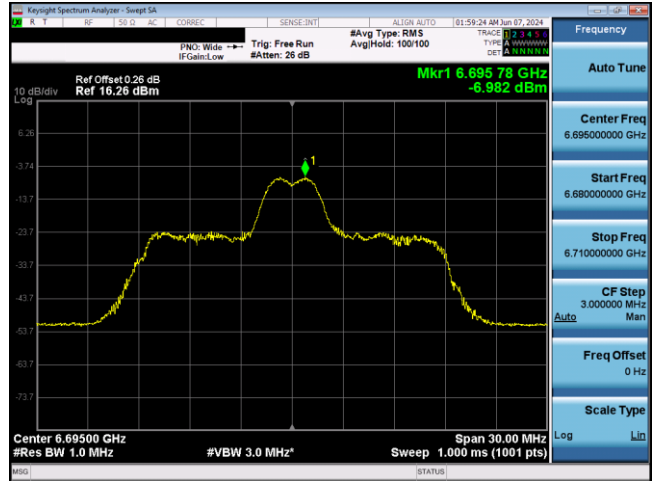 Keysight Spectrum Analyzer - Swept SA
R T RF 50 Ω AC CORREC SENSE:INT ALIGN AUTO 01:59:24 AM Jun 07, 2024
PNO: Wide Trig: Free Run #Avg Type: RMS TRACE 1 2 3 4 5 6
IFGain:Low #Atten: 26 dB Avg|Hold: 100/100 TYPE A WWWWW
DET A N N N N N
Frequency
Auto Tune
Center Freq
6.695000000 GHz
Start Freq
6.680000000 GHz
Stop Freq
6.710000000 GHz
CF Step
3.000000 MHz
Auto Man
Freq Offset
0 Hz
Scale Type
Log Lin
Mkr1 6.695 78 GHz
-6.982 dBm
Ref Offset 0.26 dB
10 dB/div Ref 16.26 dBm
Log
6.26
-3.74
-13.7
-23.7
-33.7
-43.7
-53.7
-63.7
-73.7
1
Center 6.69500 GHz Span 30.00 MHz
#Res BW 1.0 MHz #VBW 3.0 MHz* Sweep 1.000 ms (1001 pts)
MSG STATUS